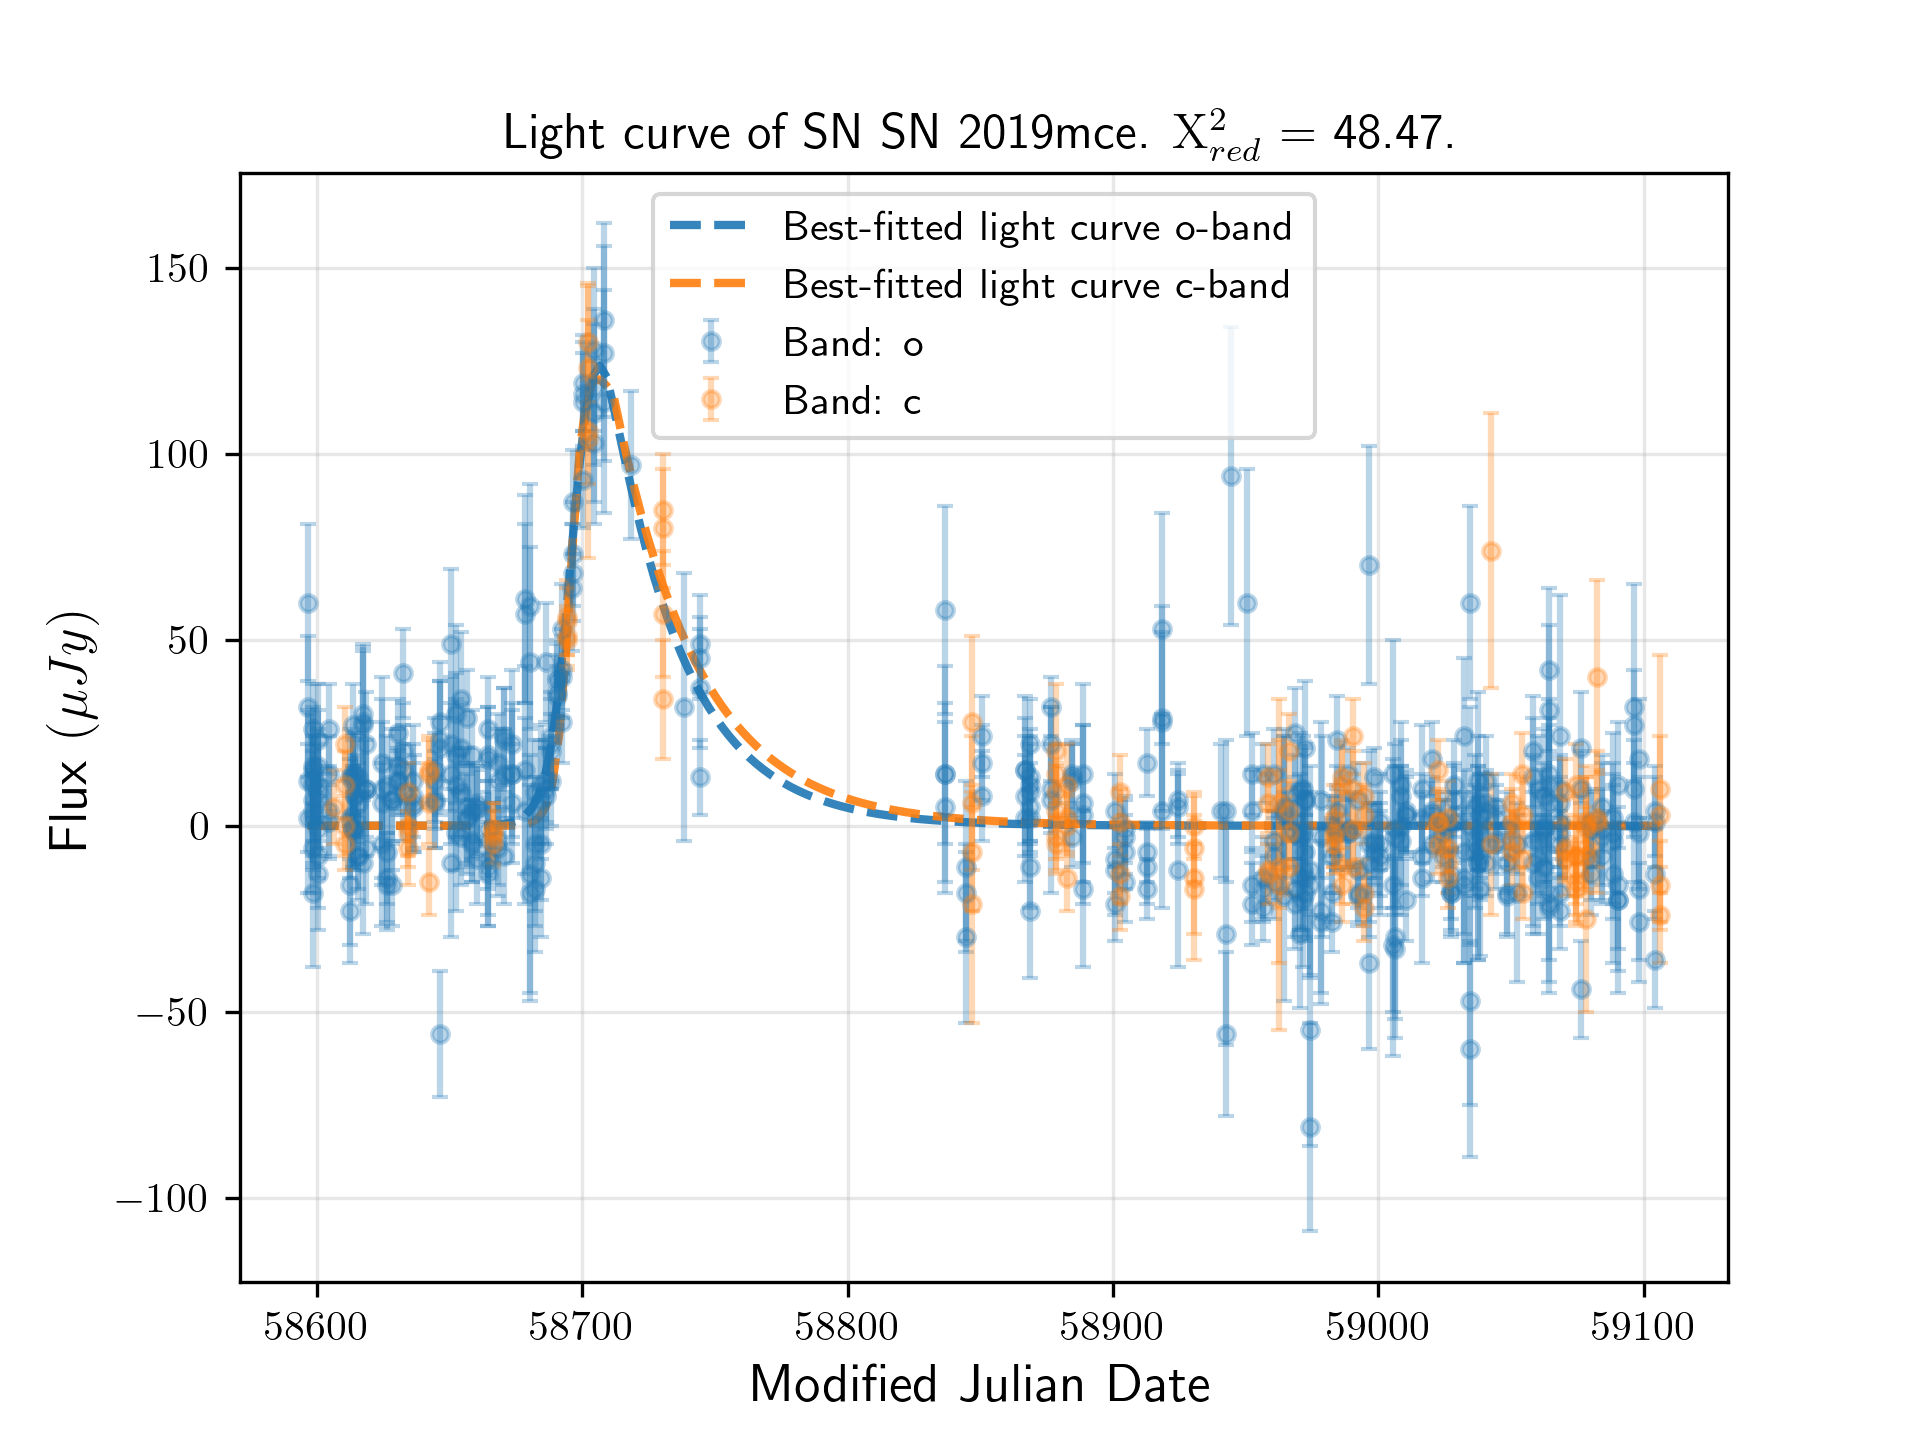 Light curve of SN SN 2019mce. X²_red = 48.47.
Best-fitted light curve o-band
Best-fitted light curve c-band
Band: o
Band: c
150
100
50
0
−50
−100
Flux (μJy)
58600 58700 58800 58900 59000 59100
Modified Julian Date